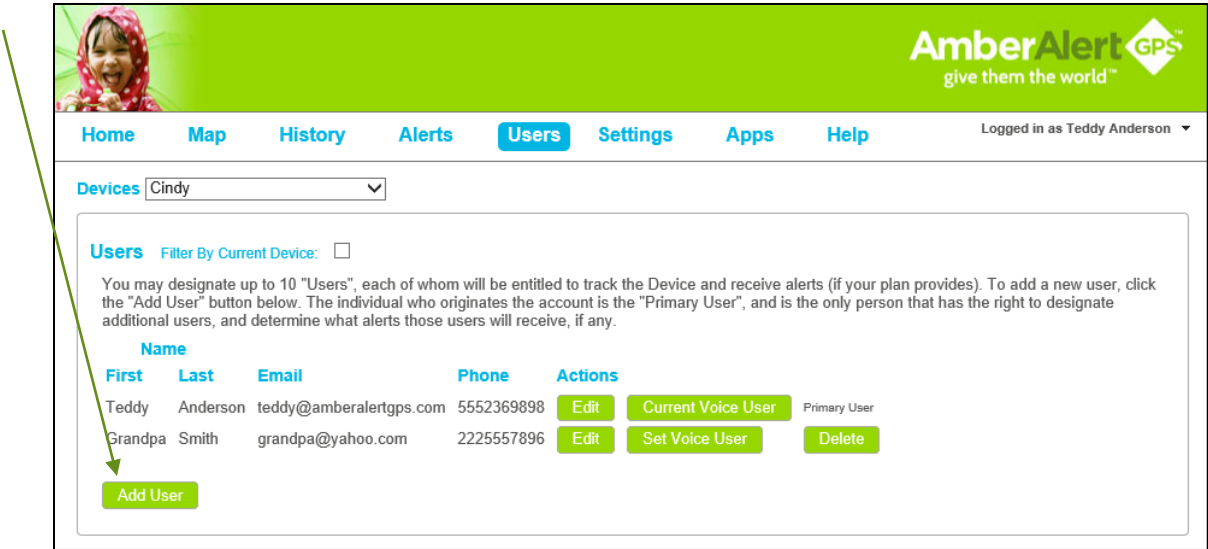 AmberAlert GPS™
give them the world™
Home Map History Alerts Users Settings Apps Help Logged in as Teddy Anderson
Devices Cindy
Users Filter By Current Device:
You may designate up to 10 "Users", each of whom will be entitled to track the Device and receive alerts (if your plan provides). To add a new user, click
the "Add User" button below. The individual who originates the account is the "Primary User", and is the only person that has the right to designate
additional users, and determine what alerts those users will receive, if any.
Name
First Last Email Phone Actions
Teddy Anderson teddy@amberalertgps.com 5552369898 Edit Current Voice User Primary User
Grandpa Smith grandpa@yahoo.com 2225557896 Edit Set Voice User Delete
Add User